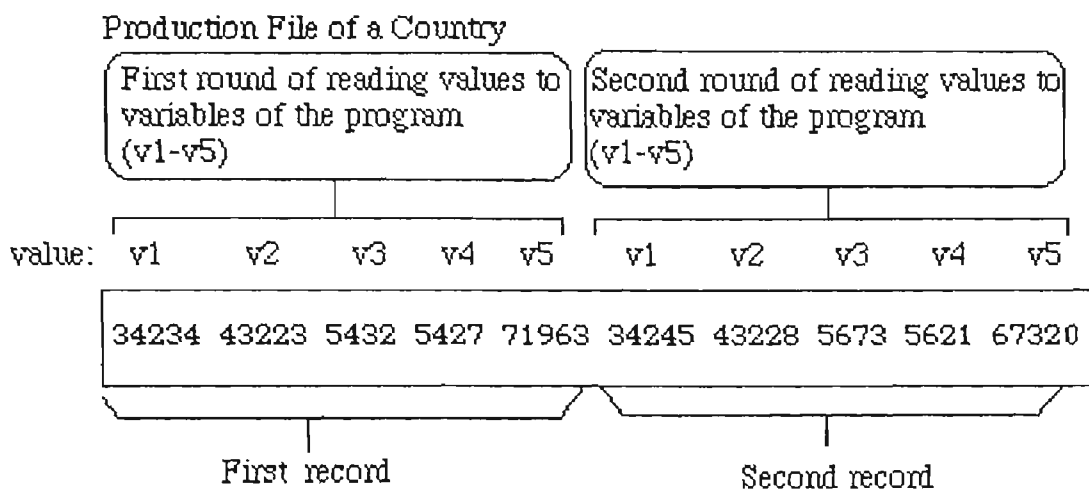 Production File of a Country
First round of reading values to
variables of the program
(v1-v5)
Second round of reading values to
variables of the program
(v1-v5)
value: v1 v2 v3 v4 v5 v1 v2 v3 v4 v5
34234 43223 5432 5427 71963 34245 43228 5673 5621 67320
First record
Second record